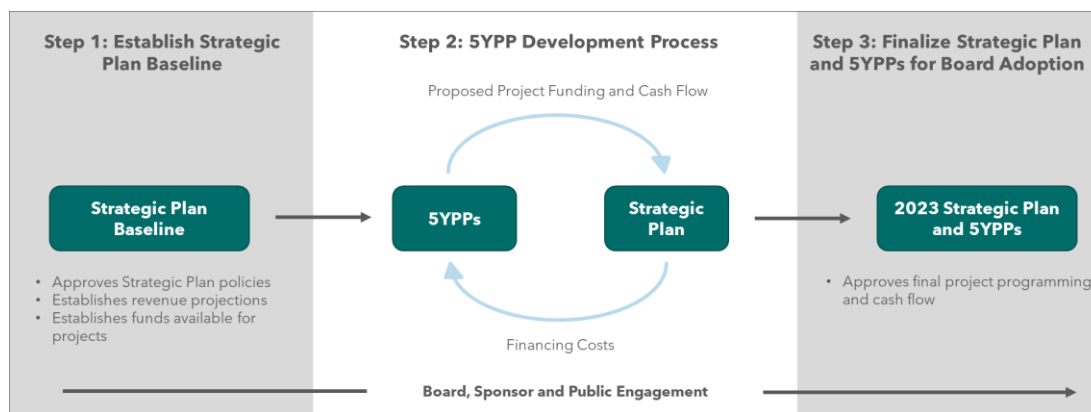 Step 1: Establish Strategic
Plan Baseline
Strategic Plan
Baseline
• Approves Strategic Plan policies
• Establishes revenue projections
• Establishes funds available for
projects
Step 2: 5YPP Development Process
Proposed Project Funding and Cash Flow
5YPPs
Strategic
Plan
Financing Costs
Step 3: Finalize Strategic Plan
and 5YPPs for Board Adoption
2023 Strategic Plan
and 5YPPs
• Approves final project programming
and cash flow
Board, Sponsor and Public Engagement